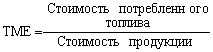 Стоимость потребленн ого
топлива
TME =
Стоимость продукции